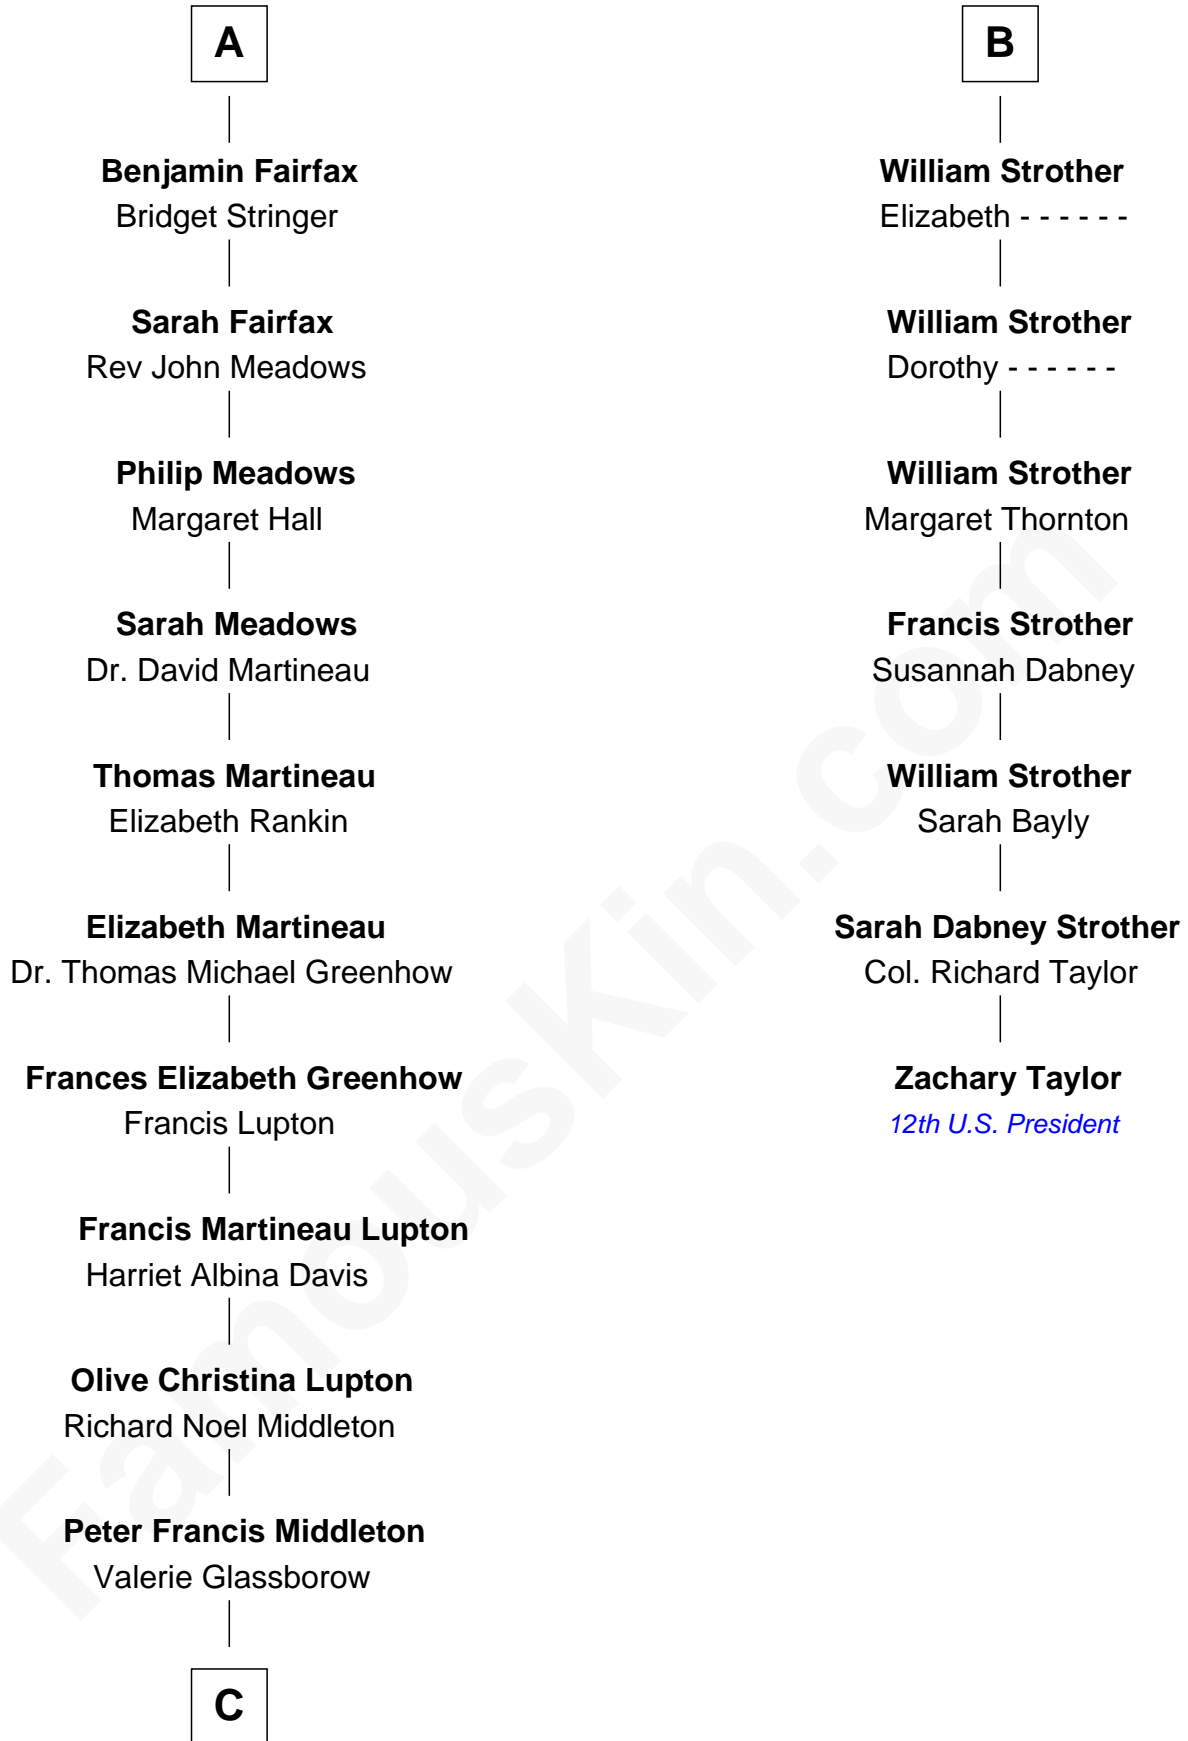 A
Benjamin Fairfax
Bridget Stringer
Sarah Fairfax
Rev John Meadows
Philip Meadows
Margaret Hall
Sarah Meadows
Dr. David Martineau
Thomas Martineau
Elizabeth Rankin
Elizabeth Martineau
Dr. Thomas Michael Greenhow
Frances Elizabeth Greenhow
Francis Lupton
Francis Martineau Lupton
Harriet Albina Davis
Olive Christina Lupton
Richard Noel Middleton
Peter Francis Middleton
Valerie Glassborow
C
B
William Strother
Elizabeth - - - - - -
William Strother
Dorothy - - - - - -
William Strother
Margaret Thornton
Francis Strother
Susannah Dabney
William Strother
Sarah Bayly
Sarah Dabney Strother
Col. Richard Taylor
Zachary Taylor
12th U.S. President
FamousKin.com